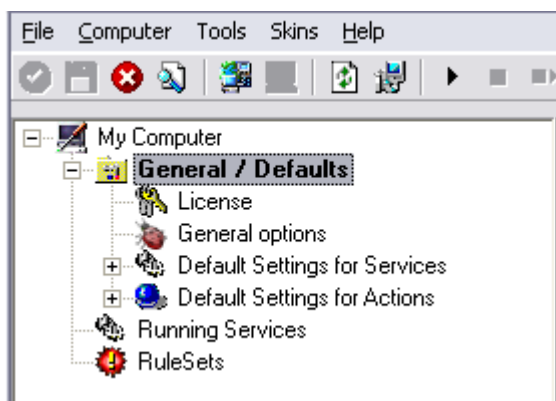 File Computer Tools Skins Help
My Computer
General / Defaults
License
General options
Default Settings for Services
Default Settings for Actions
Running Services
RuleSets